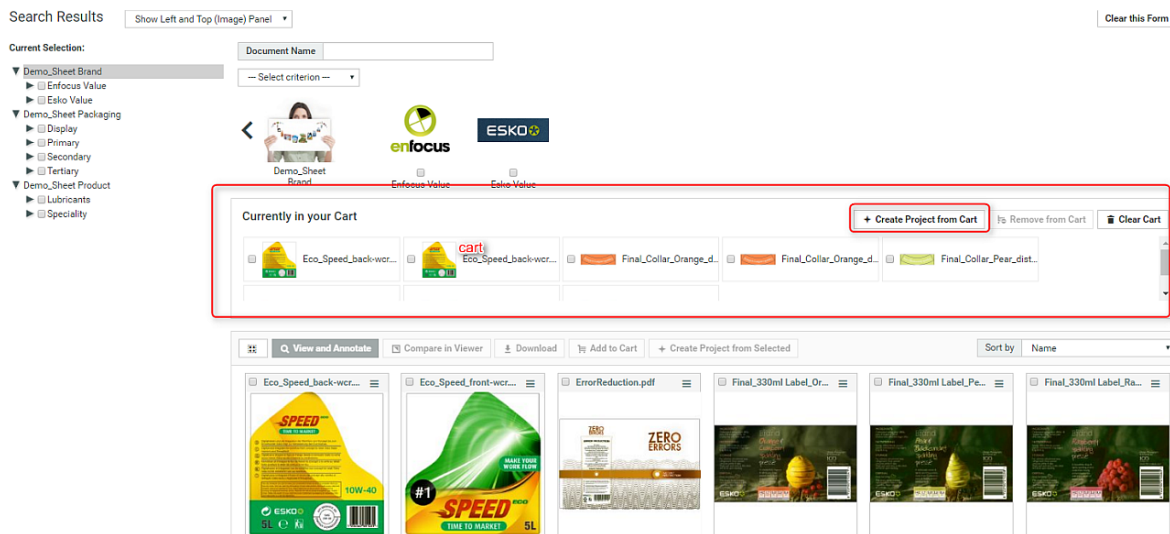 Search Results
Show Left and Top (Image) Panel
Clear this Form
Current Selection:
Demo_Sheet Brand
Enfocus Value
Esko Value
Demo_Sheet Packaging
Display
Primary
Secondary
Tertiary
Demo_Sheet Product
Lubricants
Speciality
Document Name
--- Select criterion ---
Demo_Sheet
Brand
enfocus
Enfocus Value
ESKO
Esko Value
Currently in your Cart
+ Create Project from Cart
Remove from Cart
Clear Cart
cart
Eco_Speed_back-wcr...
Eco_Speed_back-wcr...
Final_Collar_Orange_d...
Final_Collar_Orange_d...
Final_Collar_Pear_dist...
View and Annotate
Compare in Viewer
Download
Add to Cart
+ Create Project from Selected
Sort by
Name
Eco_Speed_back-wcr....
Eco_Speed_front-wcr...
ErrorReduction.pdf
Final_330ml Label_Or...
Final_330ml Label_Pe...
Final_330ml Label_Ra...
SPEED ECO
TIME TO MARKET
10W-40
ESKO
5L
MAKE YOUR
WORK FLOW
#1
SPEED ECO
TIME TO MARKET
5L
ZERO
ERRORS
ESKO
ESKO
ESKO